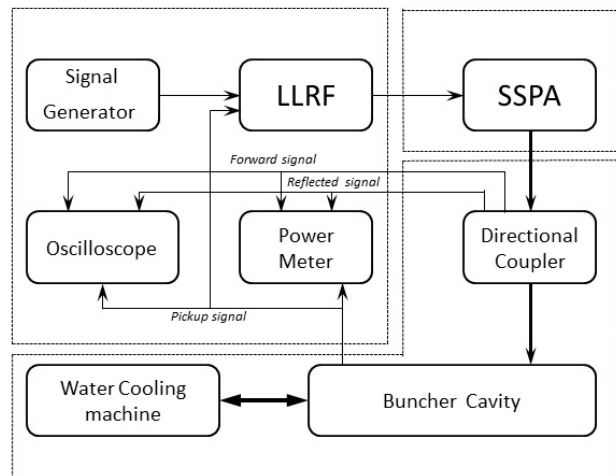 Signal
Generator
LLRF
SSPA
Forward signal
Reflected signal
Oscilloscope
Power
Meter
Directional
Coupler
Pickup signal
Water Cooling
machine
Buncher Cavity